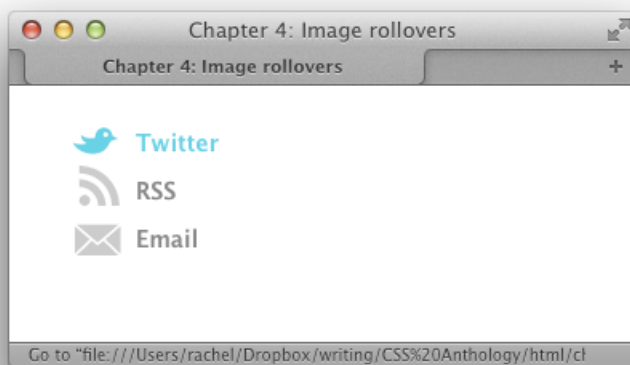 Chapter 4: Image rollovers
Chapter 4: Image rollovers
Twitter
RSS
Email
Go to “file:///Users/rachel/Dropbox/writing/CSS%20Anthology/html/ch